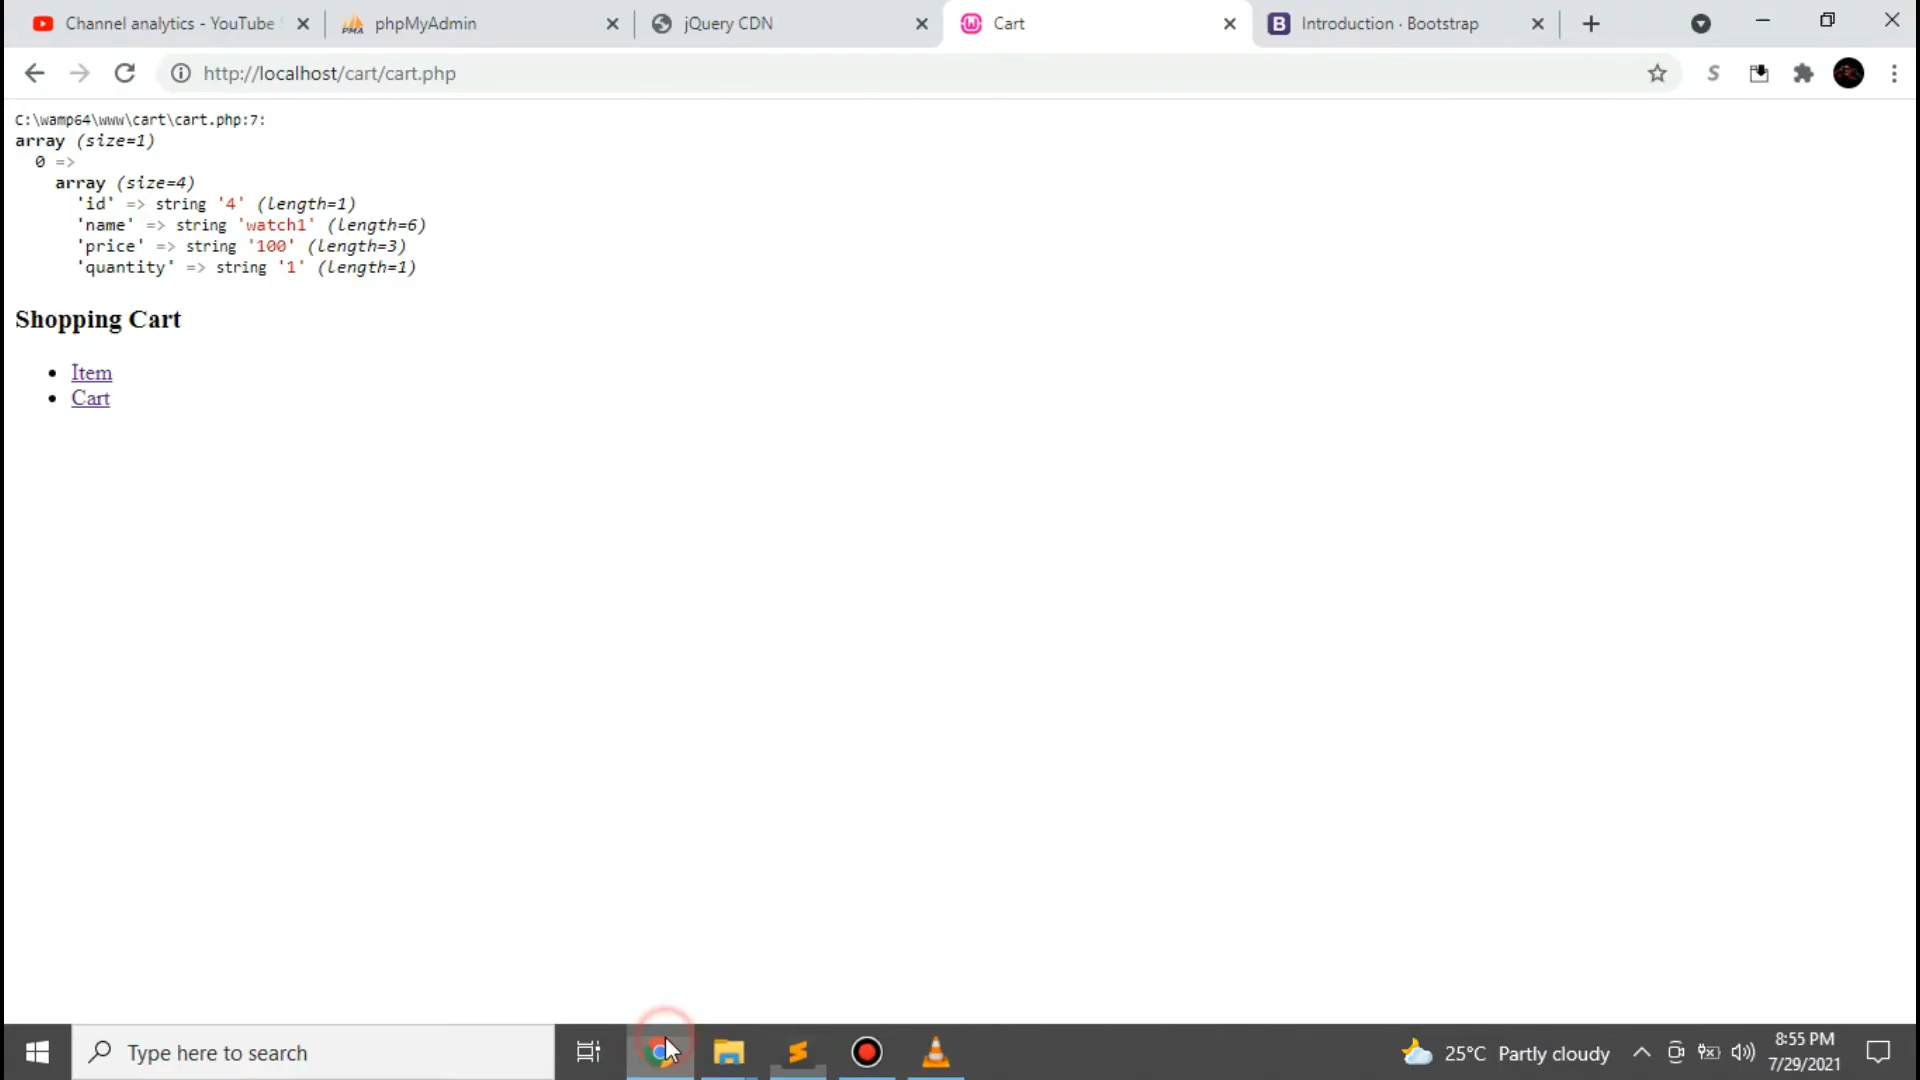 Channel analytics - YouTube
phpMyAdmin
jQuery CDN
Cart
Introduction · Bootstrap
http://localhost/cart/cart.php
C:\wamp64\www\cart\cart.php:7:
array (size=1)
0 =>
array (size=4)
'id' => string '4' (length=1)
'name' => string 'watch1' (length=6)
'price' => string '100' (length=3)
'quantity' => string '1' (length=1)
Shopping Cart
• Item
• Cart
Type here to search
25°C Partly cloudy
8:55 PM
7/29/2021